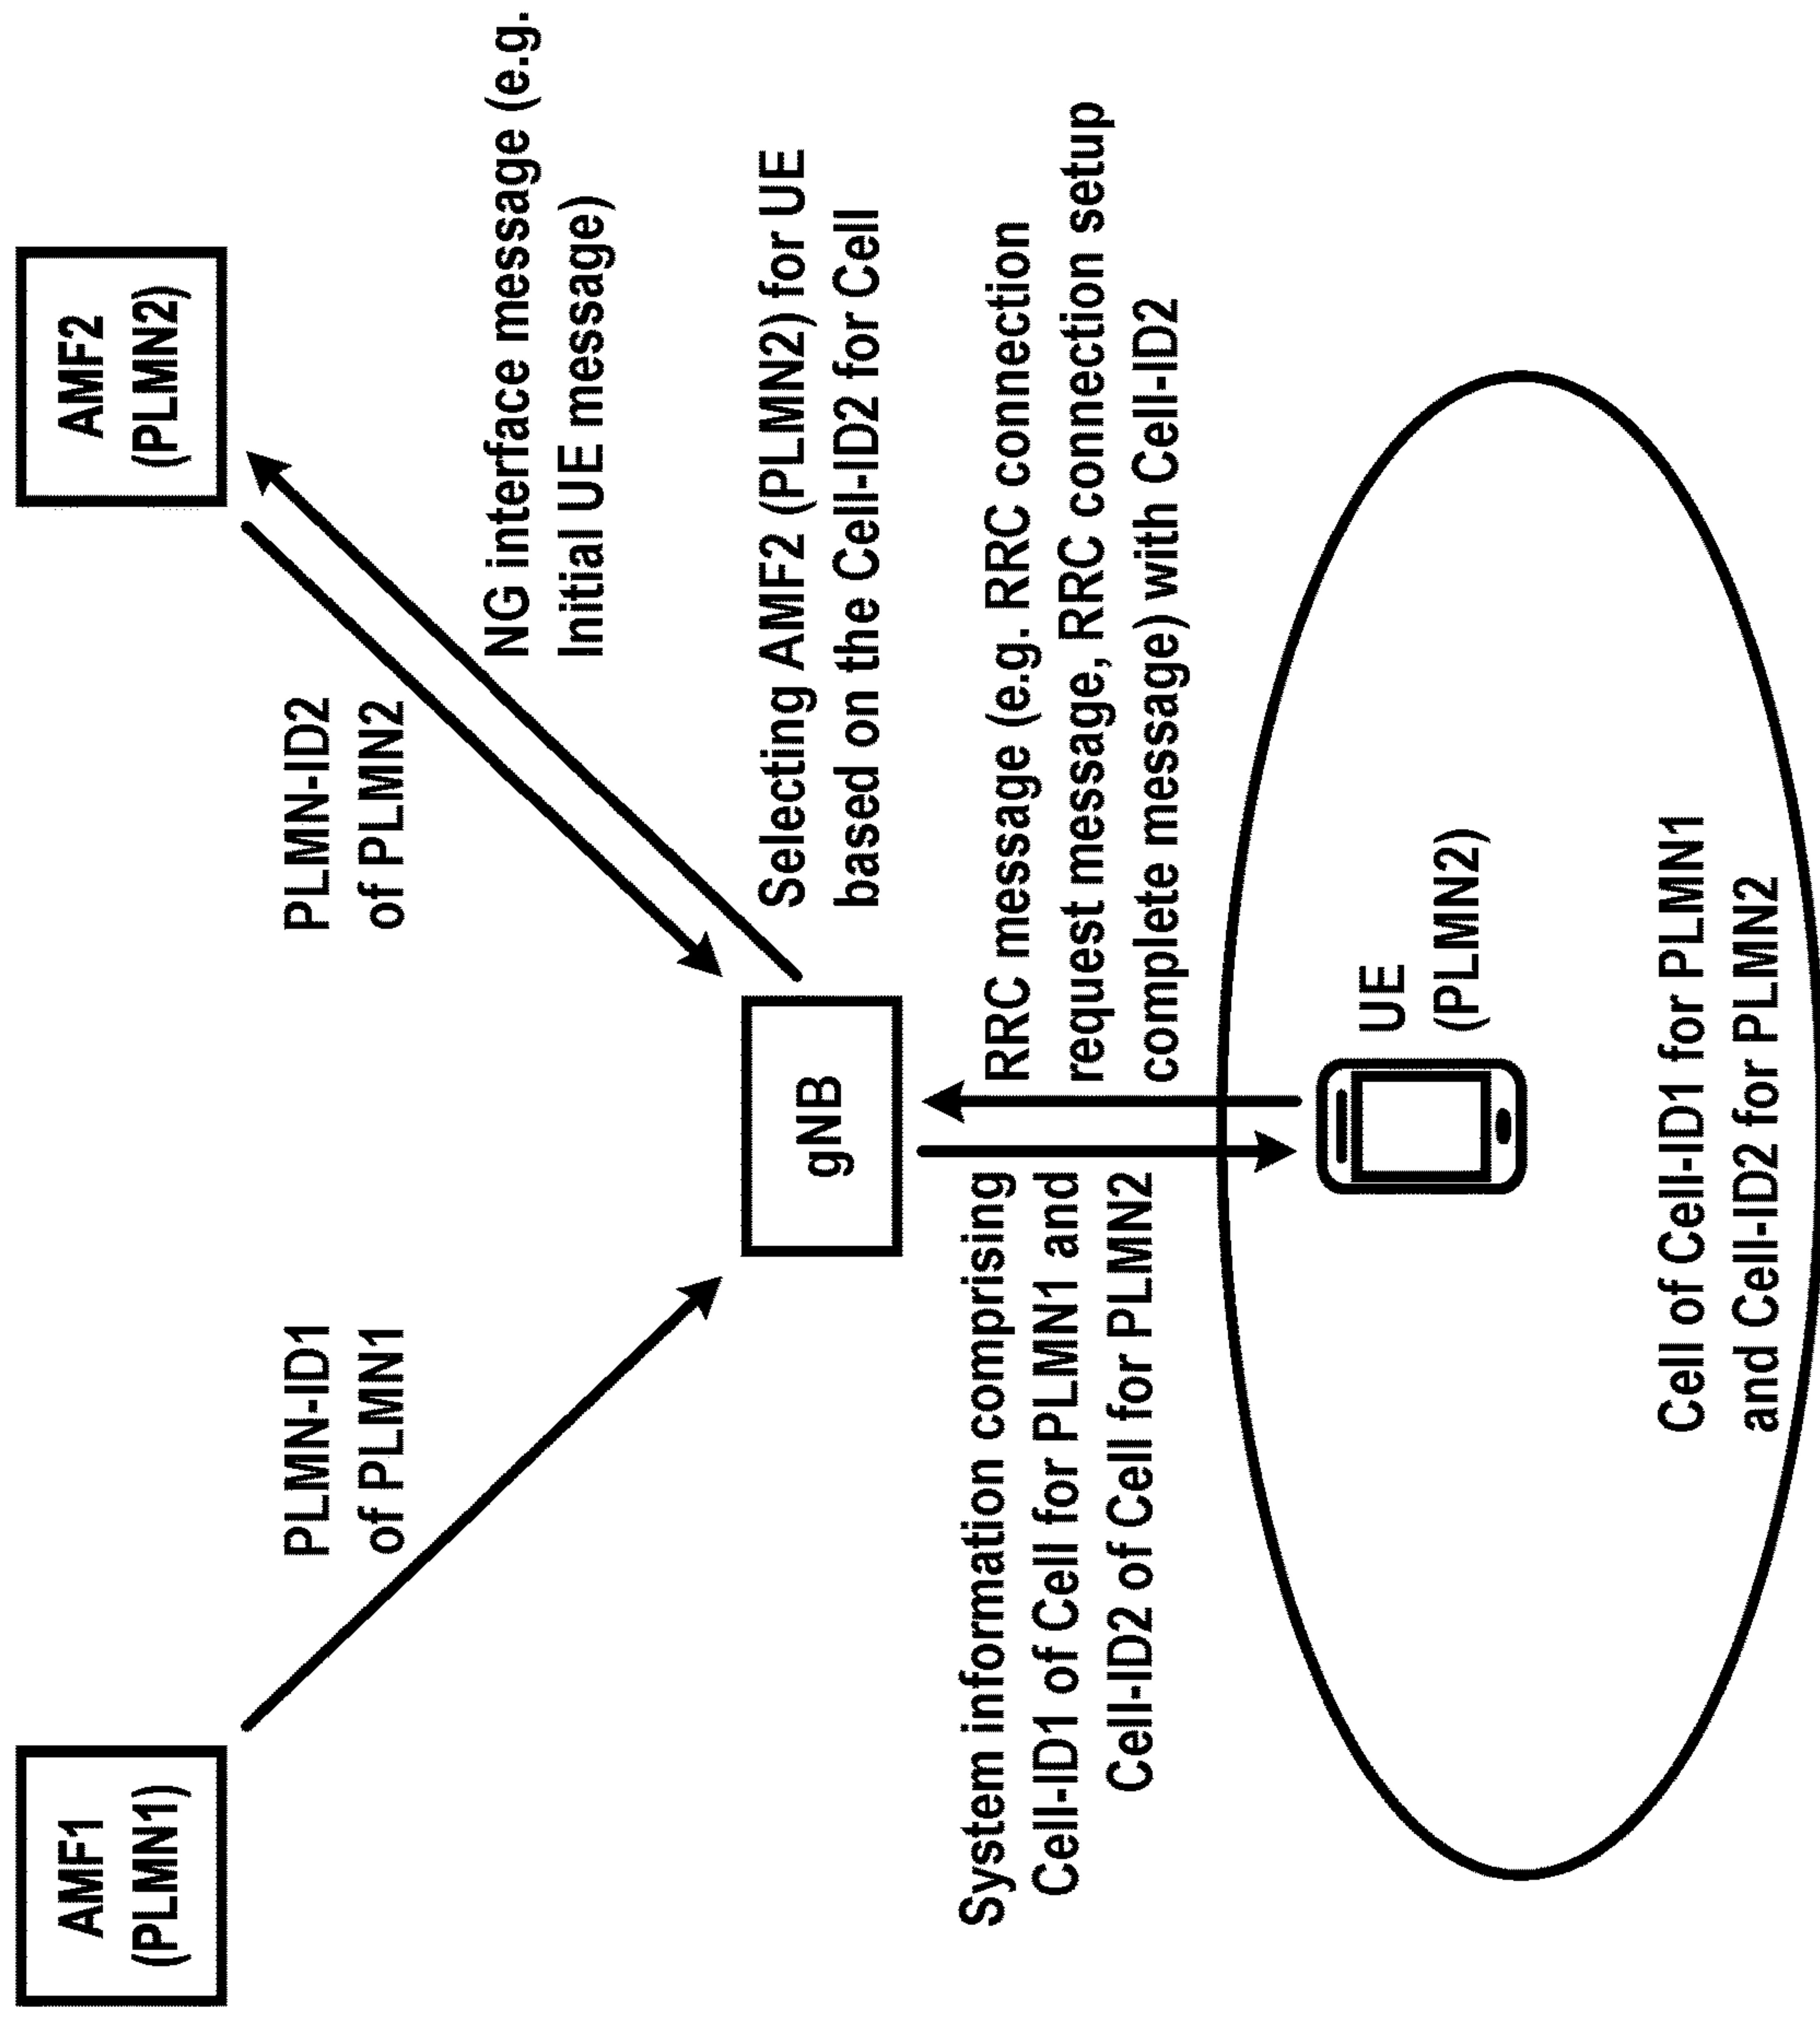 AMF1
(PLMN1)
AMF2
(PLMN2)
PLMN-ID1
of PLMN1
PLMN-ID2
of PLMN2
NG interface message (e.g.
Initial UE message)
gNB
Selecting AMF2 (PLMN2) for UE
based on the Cell-ID2 for Cell
System information comprising
Cell-ID1 of Cell for PLMN1 and
Cell-ID2 of Cell for PLMN2
RRC message (e.g. RRC connection
request message, RRC connection setup
complete message) with Cell-ID2
UE
(PLMN2)
Cell of Cell-ID1 for PLMN1
and Cell-ID2 for PLMN2